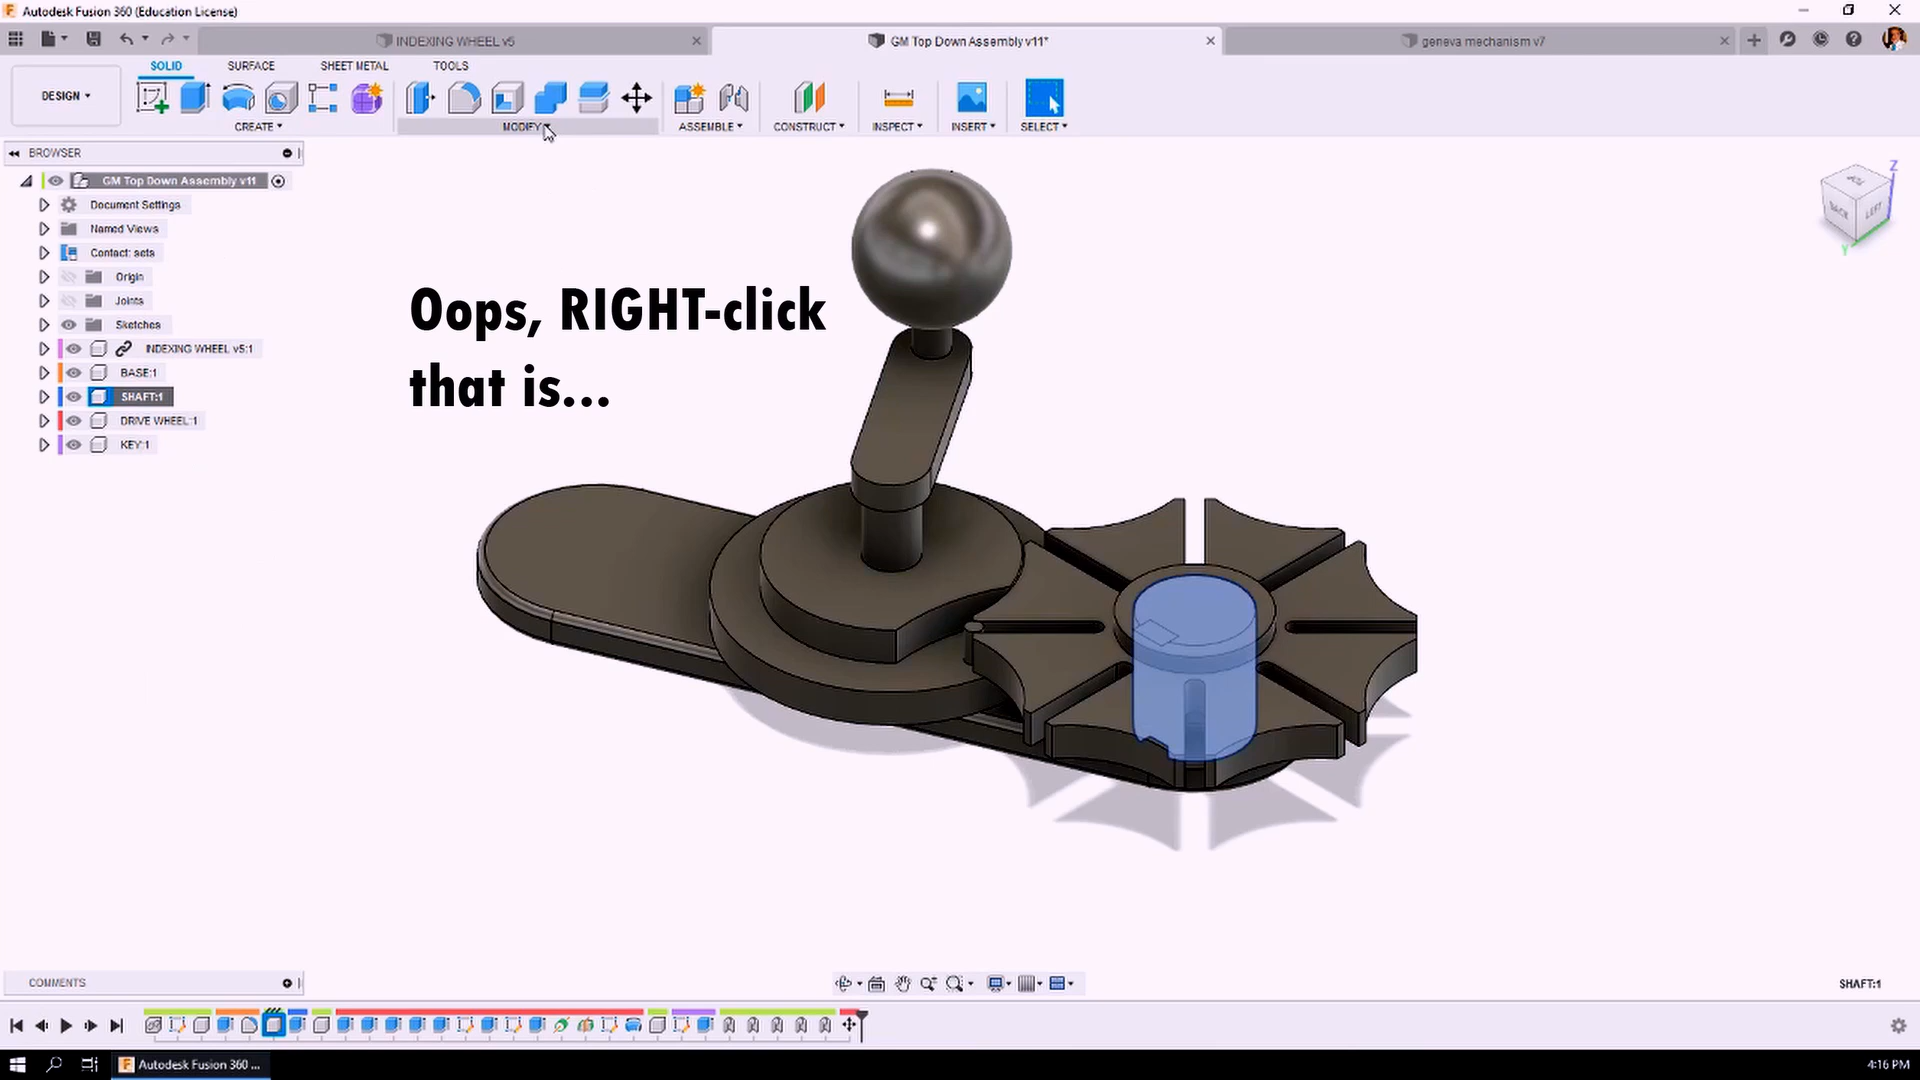 Autodesk Fusion 360 (Education License)
INDEXING WHEEL v5
GM Top Down Assembly v11*
geneva mechanism v7
SOLID
SURFACE
SHEET METAL
TOOLS
DESIGN
CREATE
MODIFY
ASSEMBLE
CONSTRUCT
INSPECT
INSERT
SELECT
BROWSER
GM Top Down Assembly v11
Document Settings
Named Views
Contact: sets
Origin
Joints
Sketches
INDEXING WHEEL v5:1
BASE:1
SHAFT:1
DRIVE WHEEL:1
KEY:1
Oops, RIGHT-click
that is...
Z
TOP
BACK
LEFT
Y
COMMENTS
SHAFT:1
Autodesk Fusion 360 ...
4:16 PM